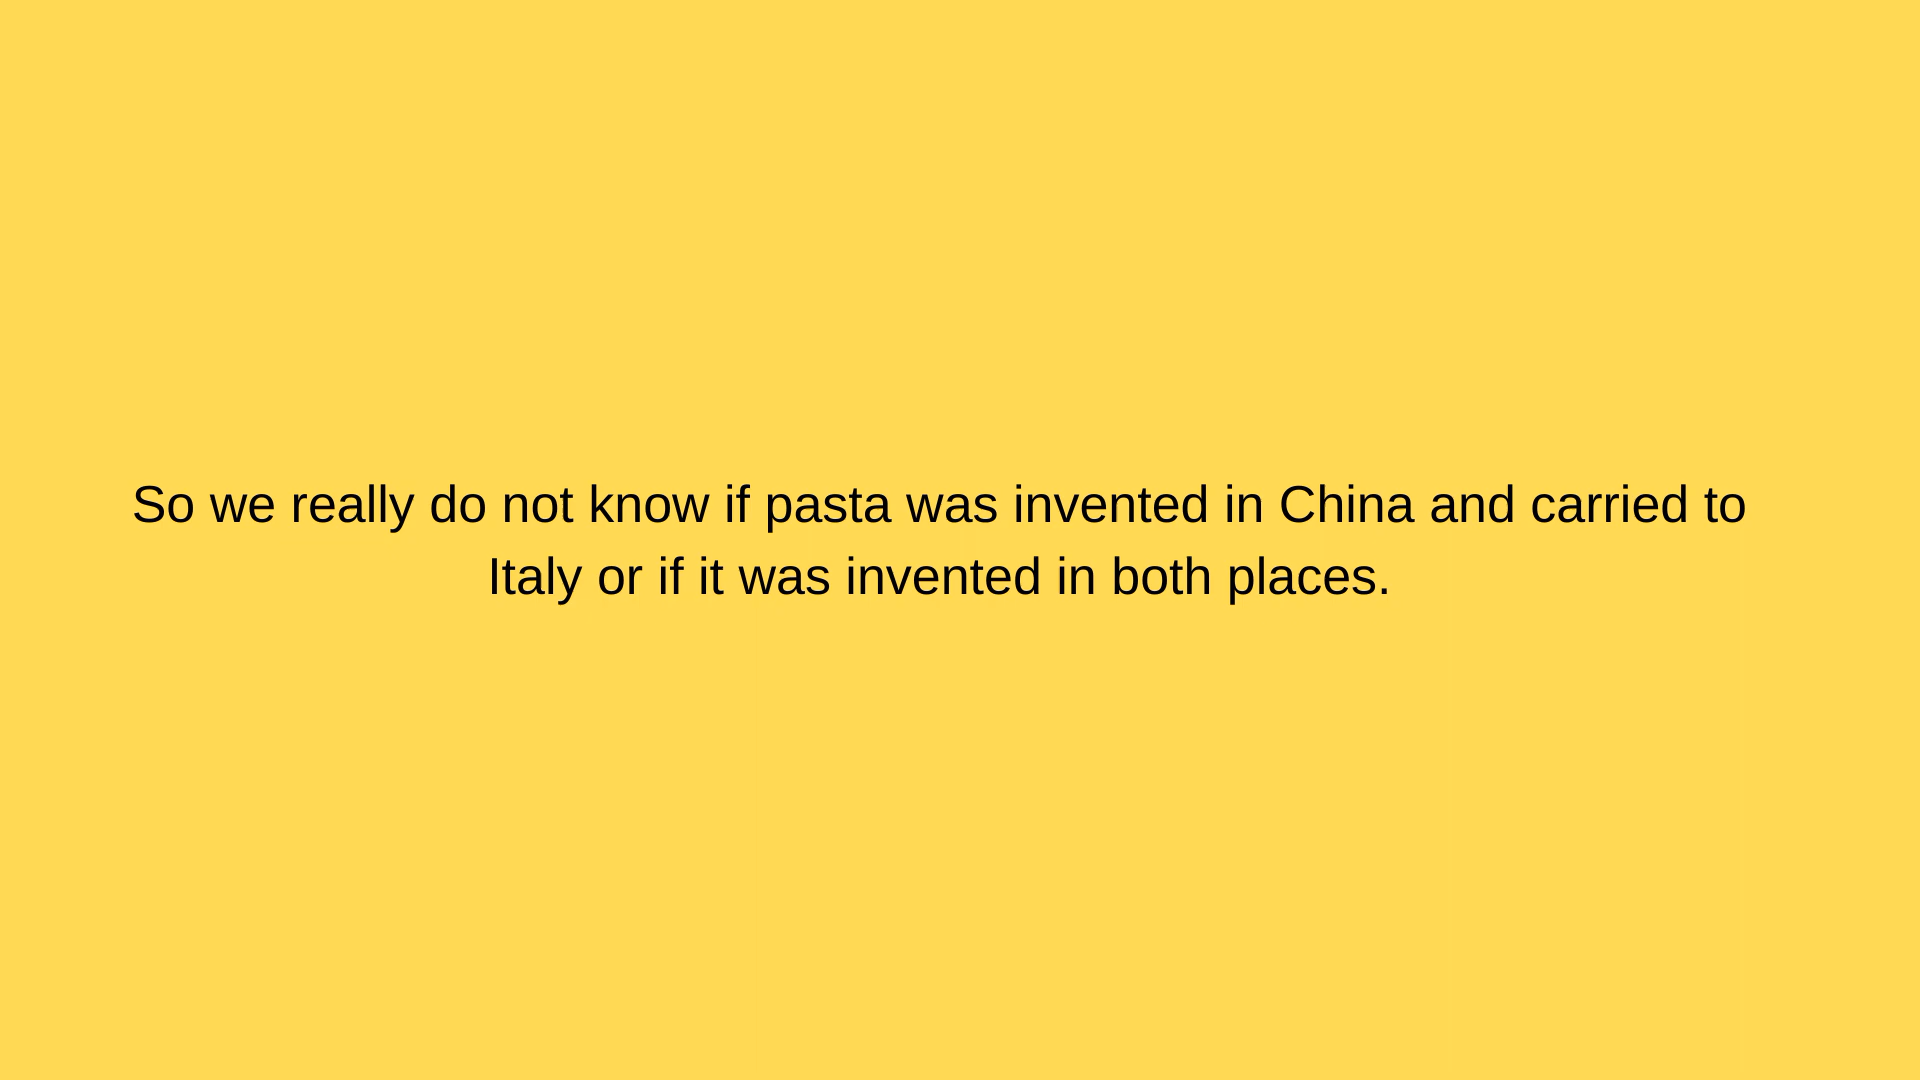 So we really do not know if pasta was invented in China and carried to
Italy or if it was invented in both places.